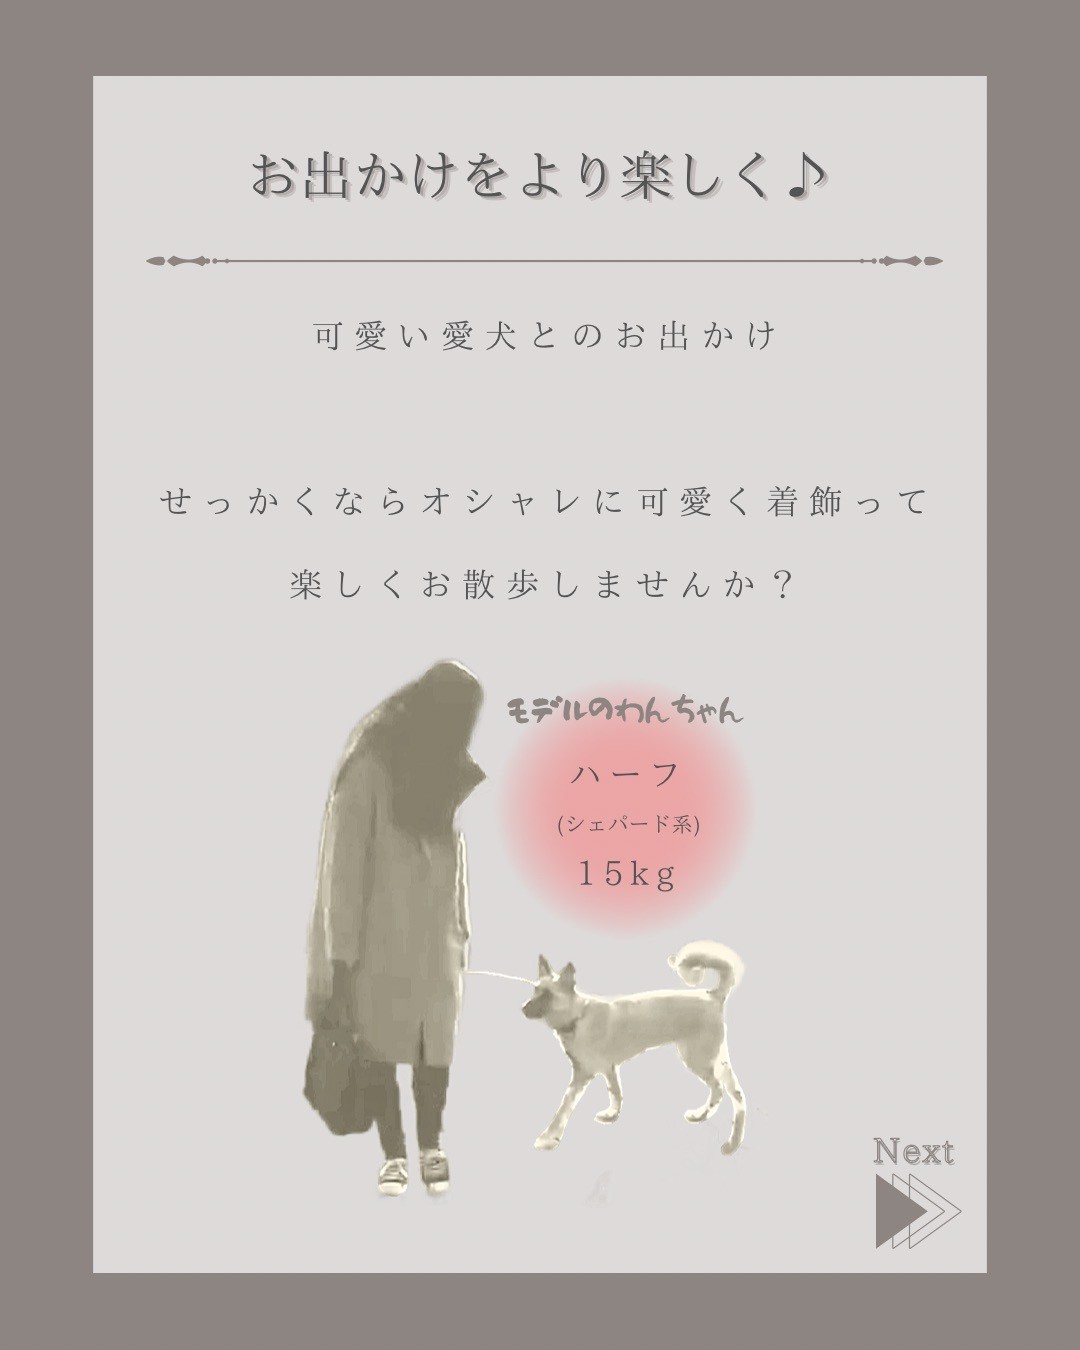 お出かけをより楽しく♪
可愛い愛犬とのお出かけ
せっかくならオシャレに可愛く着飾って
楽しくお散歩しませんか？
モデルのわんちゃん
ハーフ
(シェパード系)
15kg
Next